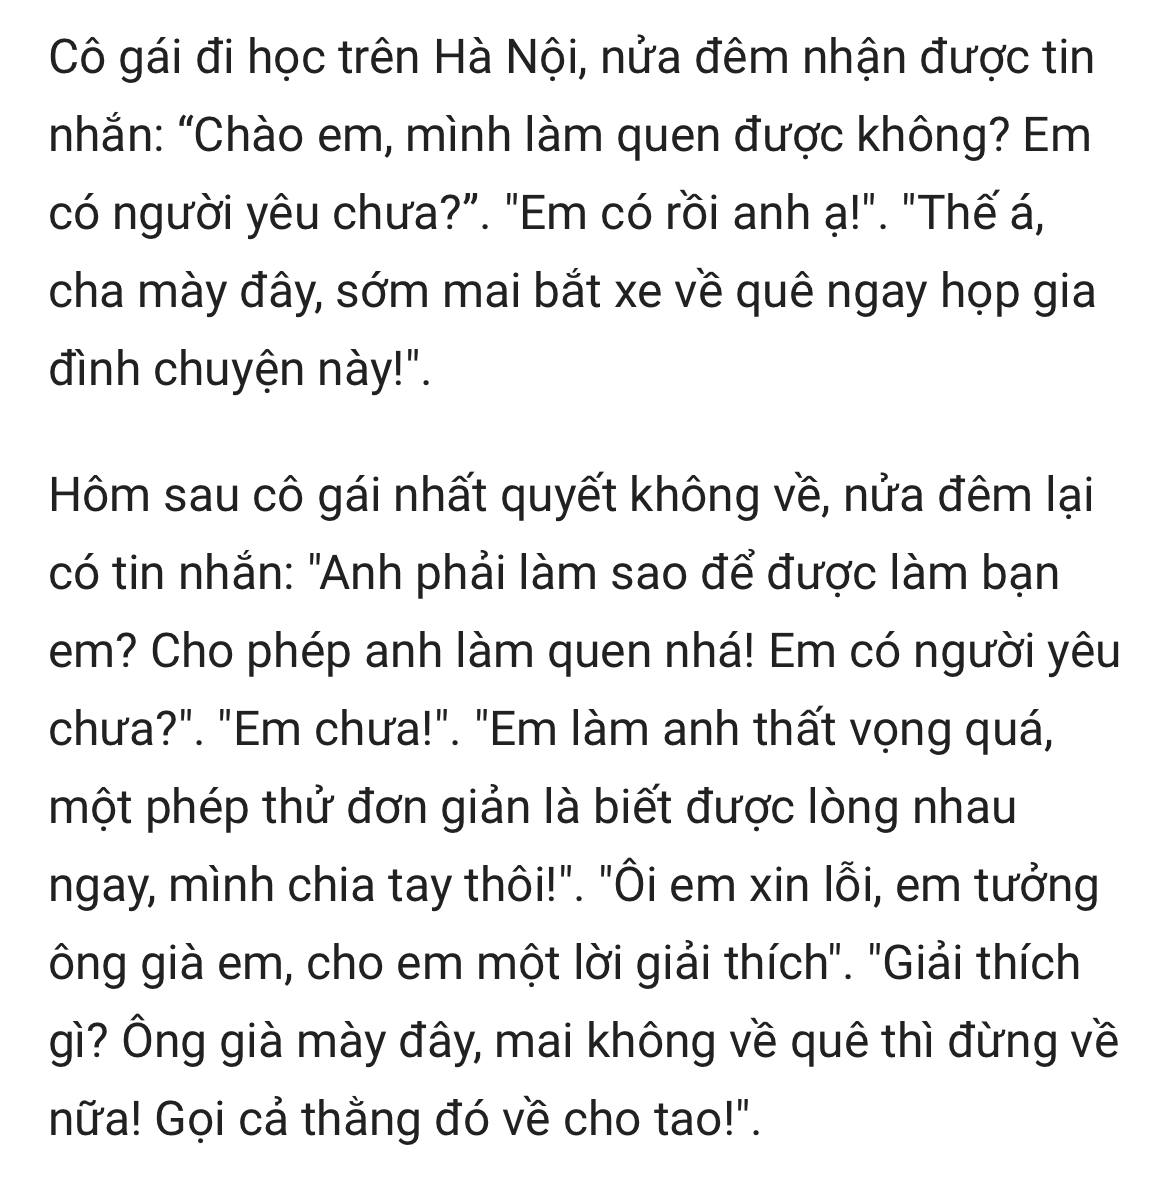 Cô gái đi học trên Hà Nội, nửa đêm nhận được tin
nhắn: “Chào em, mình làm quen được không? Em
có người yêu chưa?”. "Em có rồi anh ạ!". "Thế á,
cha mày đây, sớm mai bắt xe về quê ngay họp gia
đình chuyện này!".
Hôm sau cô gái nhất quyết không về, nửa đêm lại
có tin nhắn: "Anh phải làm sao để được làm bạn
em? Cho phép anh làm quen nhá! Em có người yêu
chưa?". "Em chưa!". "Em làm anh thất vọng quá,
một phép thử đơn giản là biết được lòng nhau
ngay, mình chia tay thôi!". "Ôi em xin lỗi, em tưởng
ông già em, cho em một lời giải thích". "Giải thích
gì? Ông già mày đây, mai không về quê thì đừng về
nữa! Gọi cả thằng đó về cho tao!".